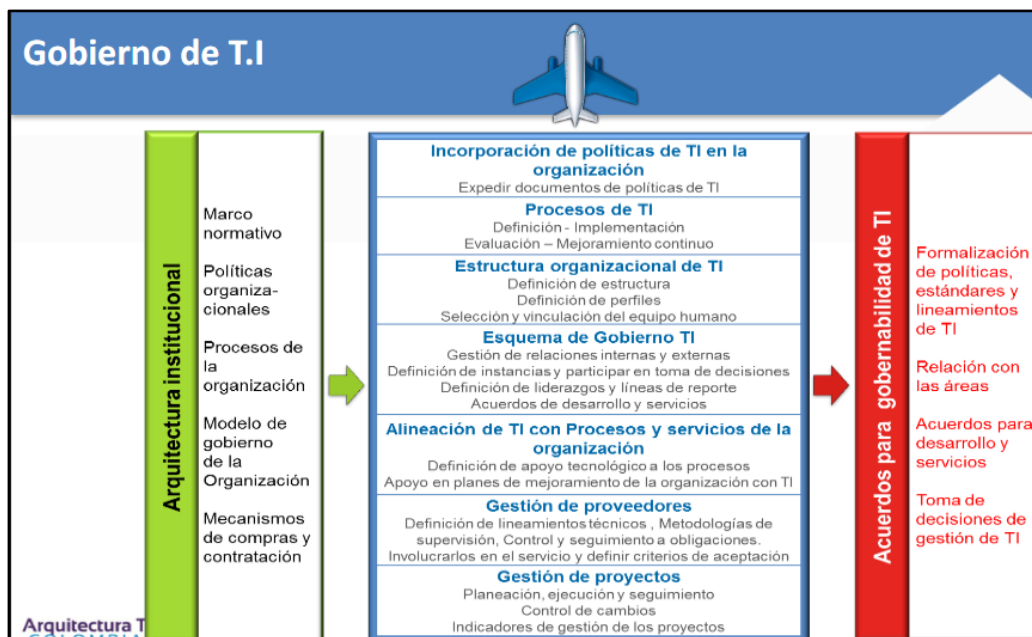 Gobierno de T.I
Arquitectura institucional
Marco
normativo
Políticas
organiza-
cionales
Procesos de
la
organización
Modelo de
gobierno
de la
Organización
Mecanismos
de compras y
contratación
Incorporación de políticas de TI en la
organización
Expedir documentos de políticas de TI
Procesos de TI
Definición - Implementación
Evaluación – Mejoramiento continuo
Estructura organizacional de TI
Definición de estructura
Definición de perfiles
Selección y vinculación del equipo humano
Esquema de Gobierno TI
Gestión de relaciones internas y externas
Definición de instancias y participar en toma de decisiones
Definición de liderazgos y líneas de reporte
Acuerdos de desarrollo y servicios
Alineación de TI con Procesos y servicios de la
organización
Definición de apoyo tecnológico a los procesos
Apoyo en planes de mejoramiento de la organización con TI
Gestión de proveedores
Definición de lineamientos técnicos , Metodologías de
supervisión, Control y seguimiento a obligaciones.
Involucrarlos en el servicio y definir criterios de aceptación
Gestión de proyectos
Planeación, ejecución y seguimiento
Control de cambios
Indicadores de gestión de los proyectos
Acuerdos para gobernabilidad de TI
Formalización
de políticas,
estándares y
lineamientos
de TI
Relación con
las áreas
Acuerdos para
desarrollo y
servicios
Toma de
decisiones de
gestión de TI
Arquitectura T